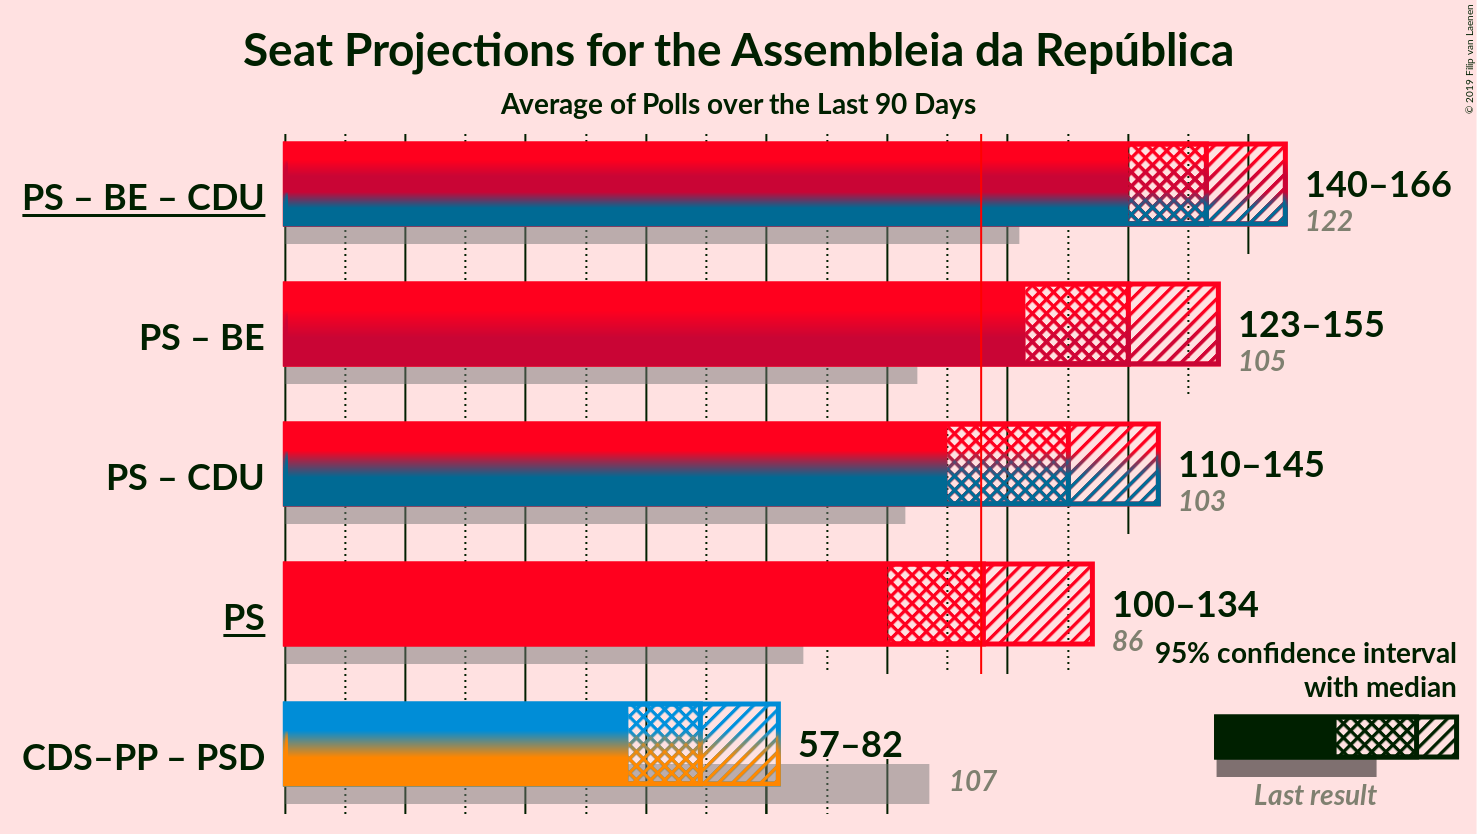 Seat Projections for the Assembleia da República
Average of Polls over the Last 90 Days
© 2019 Filip van Laenen
PS – BE – CDU
140–166
122
PS – BE
123–155
105
PS – CDU
110–145
103
PS
100–134
86
CDS–PP – PSD
57–82
107
95% confidence interval
with median
Last result